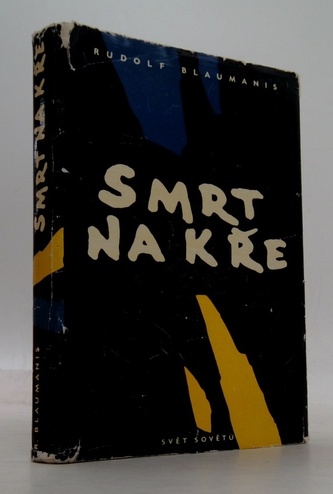 RUDOLF BLAUMANIS
SMRT
NA KŘE
SVĚT SOVĚTŮ
SMRT NA KŘE
R BLAUMANIS